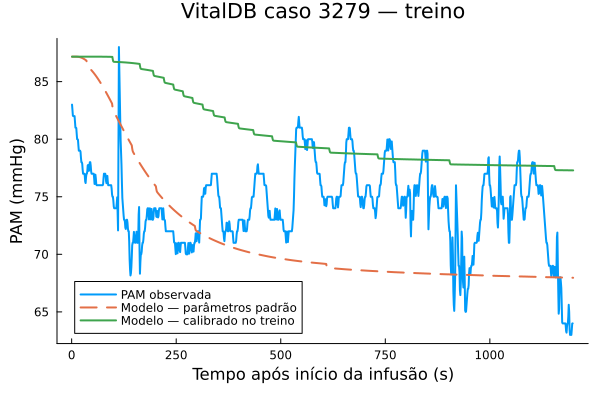 VitalDB caso 3279 — treino
PAM (mmHg)
85
80
75
70
65
PAM observada
Modelo — parâmetros padrão
Modelo — calibrado no treino
0
250
500
750
1000
Tempo após início da infusão (s)